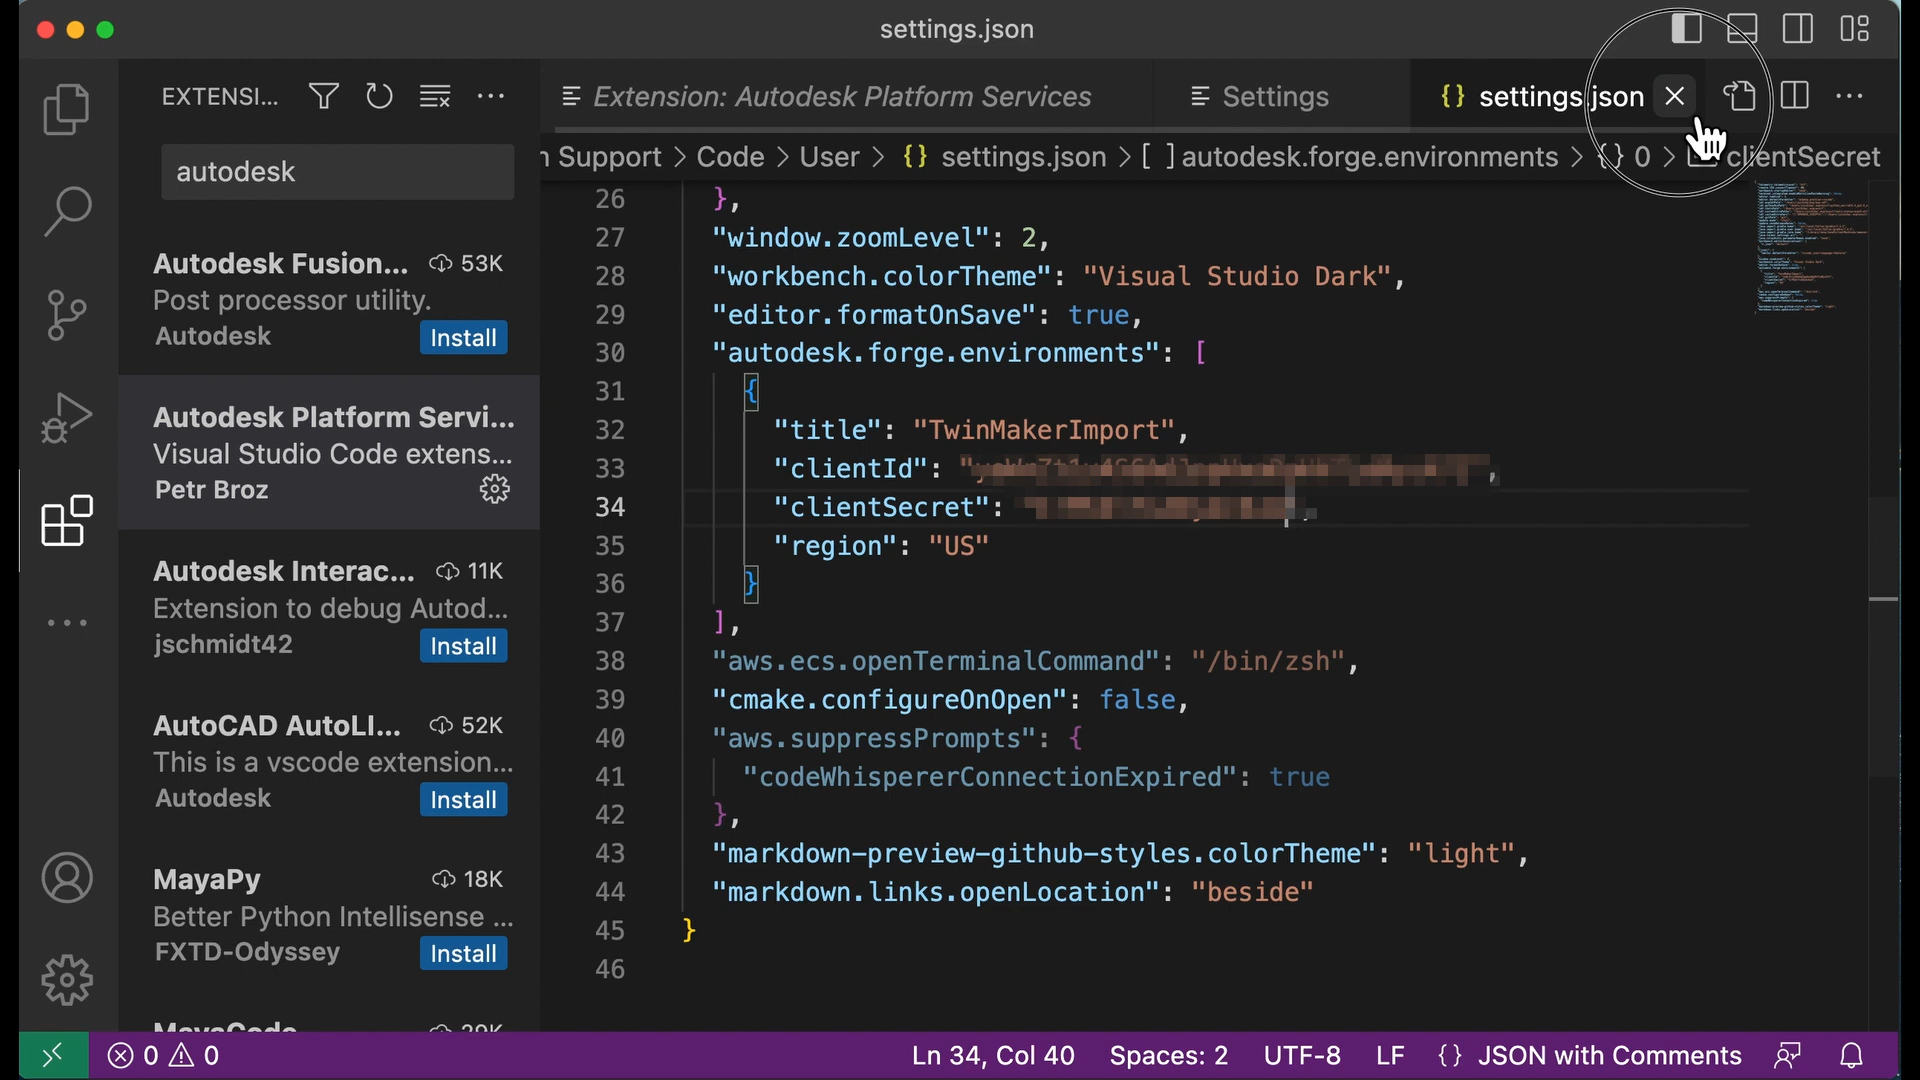 settings.json
EXTENSI...
autodesk
Autodesk Fusion... 53K
Post processor utility.
Autodesk Install
Autodesk Platform Servi...
Visual Studio Code extens...
Petr Broz
Autodesk Interac... 11K
Extension to debug Autod...
jschmidt42 Install
AutoCAD AutoLI... 52K
This is a vscode extension...
Autodesk Install
MayaPy 18K
Better Python Intellisense ...
FXTD-Odyssey Install
Extension: Autodesk Platform Services
Settings
{} settings.json
n Support > Code > User > {} settings.json > [ ] autodesk.forge.environments > {} 0 > clientSecret
26 },
27 "window.zoomLevel": 2,
28 "workbench.colorTheme": "Visual Studio Dark",
29 "editor.formatOnSave": true,
30 "autodesk.forge.environments": [
31 {
32 "title": "TwinMakerImport",
33 "clientId":
34 "clientSecret":
35 "region": "US"
36 }
37 ],
38 "aws.ecs.openTerminalCommand": "/bin/zsh",
39 "cmake.configureOnOpen": false,
40 "aws.suppressPrompts": {
41 "codeWhispererConnectionExpired": true
42 },
43 "markdown-preview-github-styles.colorTheme": "light",
44 "markdown.links.openLocation": "beside"
45 }
46
0 0 Ln 34, Col 40 Spaces: 2 UTF-8 LF {} JSON with Comments